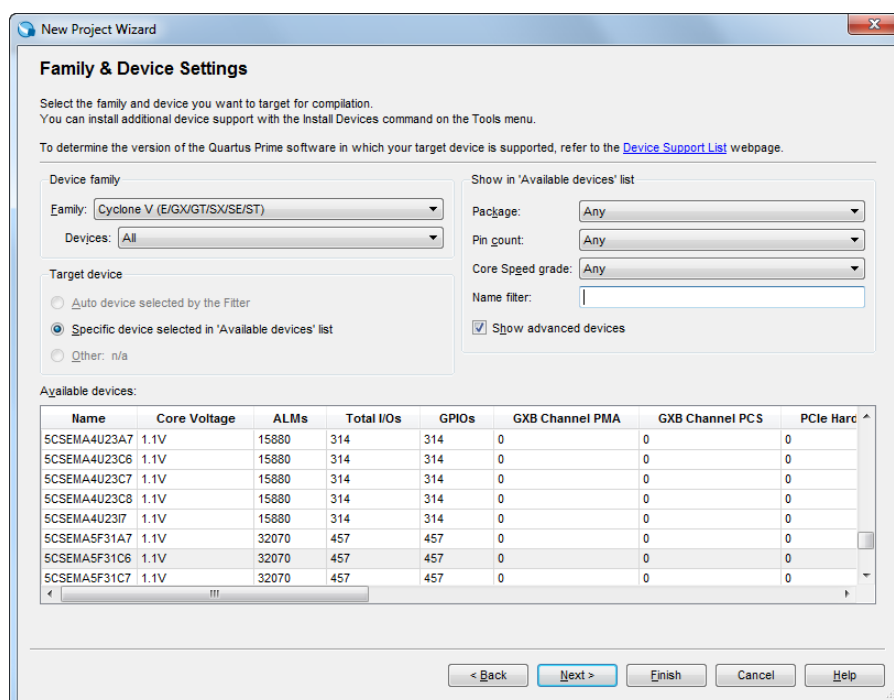 New Project Wizard
Family & Device Settings
Select the family and device you want to target for compilation.
You can install additional device support with the Install Devices command on the Tools menu.
To determine the version of the Quartus Prime software in which your target device is supported, refer to the Device Support List webpage.
Device family
Family: Cyclone V (E/GX/GT/SX/SE/ST)
Devices: All
Target device
Auto device selected by the Fitter
Specific device selected in 'Available devices' list
Other: n/a
Show in 'Available devices' list
Package: Any
Pin count: Any
Core Speed grade: Any
Name filter:
Show advanced devices
Available devices:
Name Core Voltage ALMs Total I/Os GPIOs GXB Channel PMA GXB Channel PCS PCIe Hard
5CSEMA4U23A7 1.1V 15880 314 314 0 0 0
5CSEMA4U23C6 1.1V 15880 314 314 0 0 0
5CSEMA4U23C7 1.1V 15880 314 314 0 0 0
5CSEMA4U23C8 1.1V 15880 314 314 0 0 0
5CSEMA4U23I7 1.1V 15880 314 314 0 0 0
5CSEMA5F31A7 1.1V 32070 457 457 0 0 0
5CSEMA5F31C6 1.1V 32070 457 457 0 0 0
5CSEMA5F31C7 1.1V 32070 457 457 0 0 0
< Back Next > Finish Cancel Help